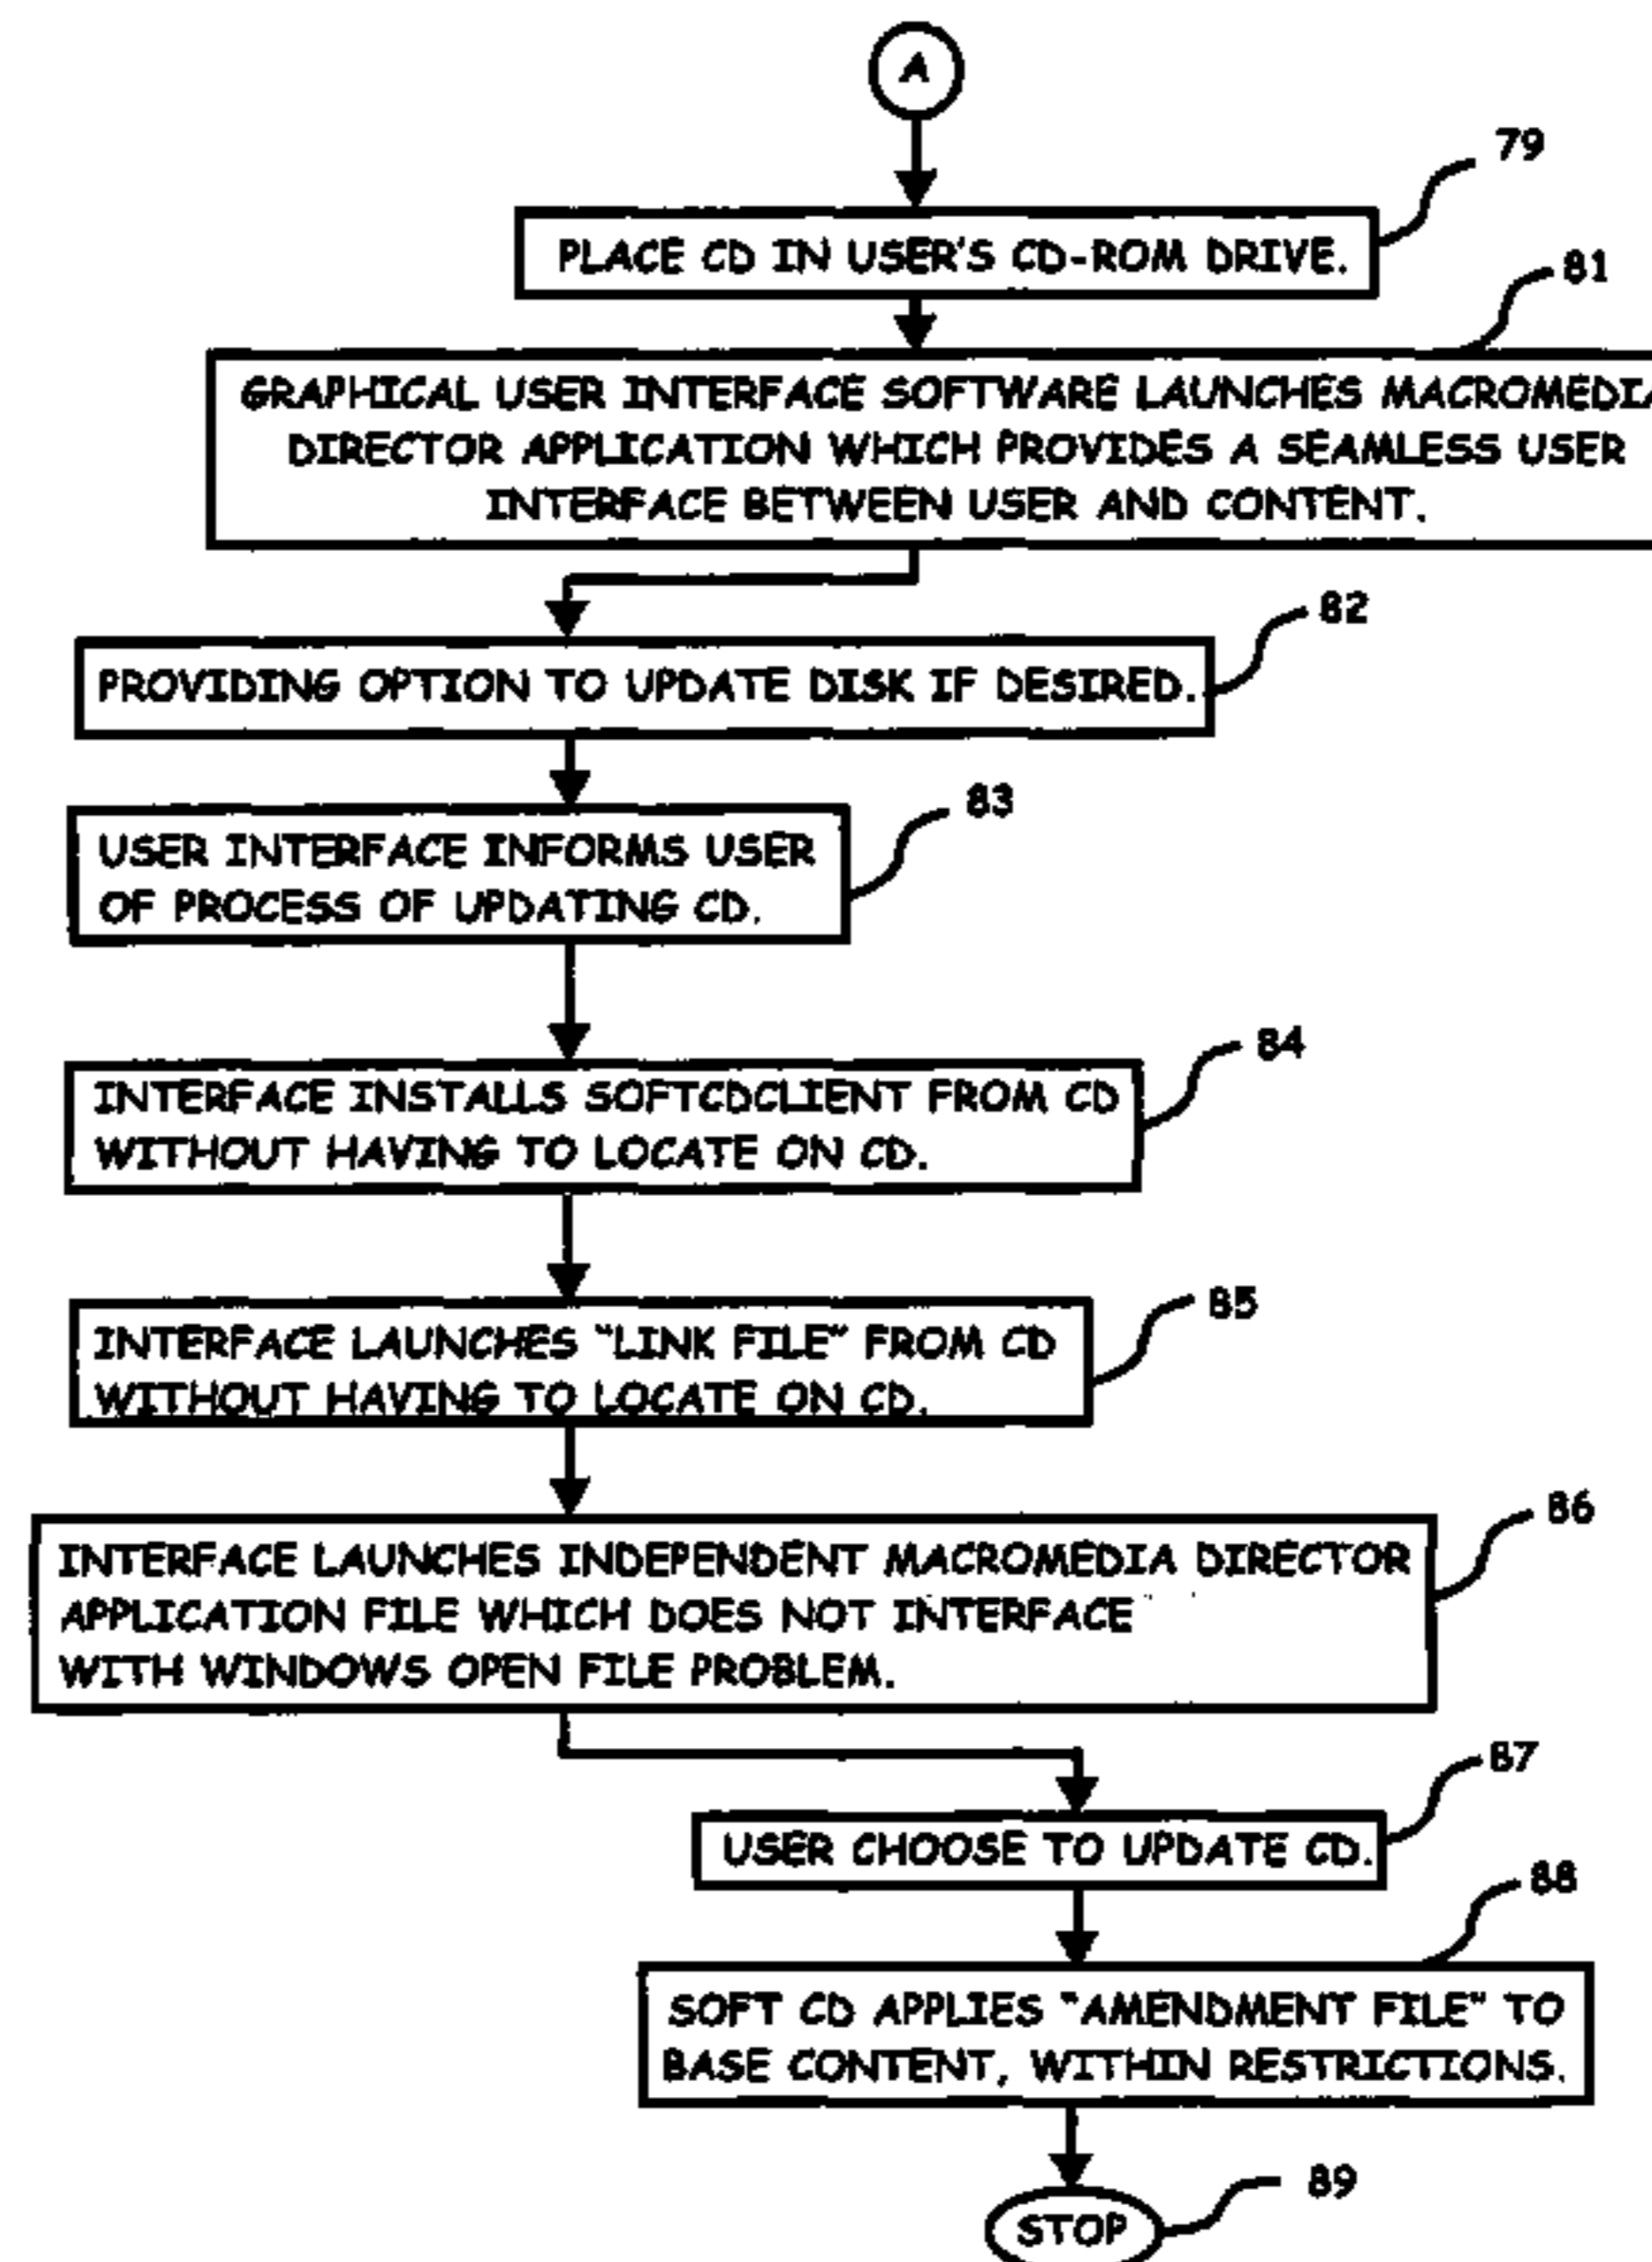 A
79
PLACE CD IN USER'S CD-ROM DRIVE.
81
GRAPHICAL USER INTERFACE SOFTWARE LAUNCHES MACROMEDIA
DIRECTOR APPLICATION WHICH PROVIDES A SEAMLESS USER
INTERFACE BETWEEN USER AND CONTENT.
82
PROVIDING OPTION TO UPDATE DISK IF DESIRED.
83
USER INTERFACE INFORMS USER
OF PROCESS OF UPDATING CD.
84
INTERFACE INSTALLS SOFTCDCLIENT FROM CD
WITHOUT HAVING TO LOCATE ON CD.
85
INTERFACE LAUNCHES "LINK FILE" FROM CD
WITHOUT HAVING TO LOCATE ON CD.
86
INTERFACE LAUNCHES INDEPENDENT MACROMEDIA DIRECTOR
APPLICATION FILE WHICH DOES NOT INTERFACE
WITH WINDOWS OPEN FILE PROBLEM.
87
USER CHOOSE TO UPDATE CD.
88
SOFT CD APPLIES "AMENDMENT FILE" TO
BASE CONTENT, WITHIN RESTRICTIONS.
89
STOP